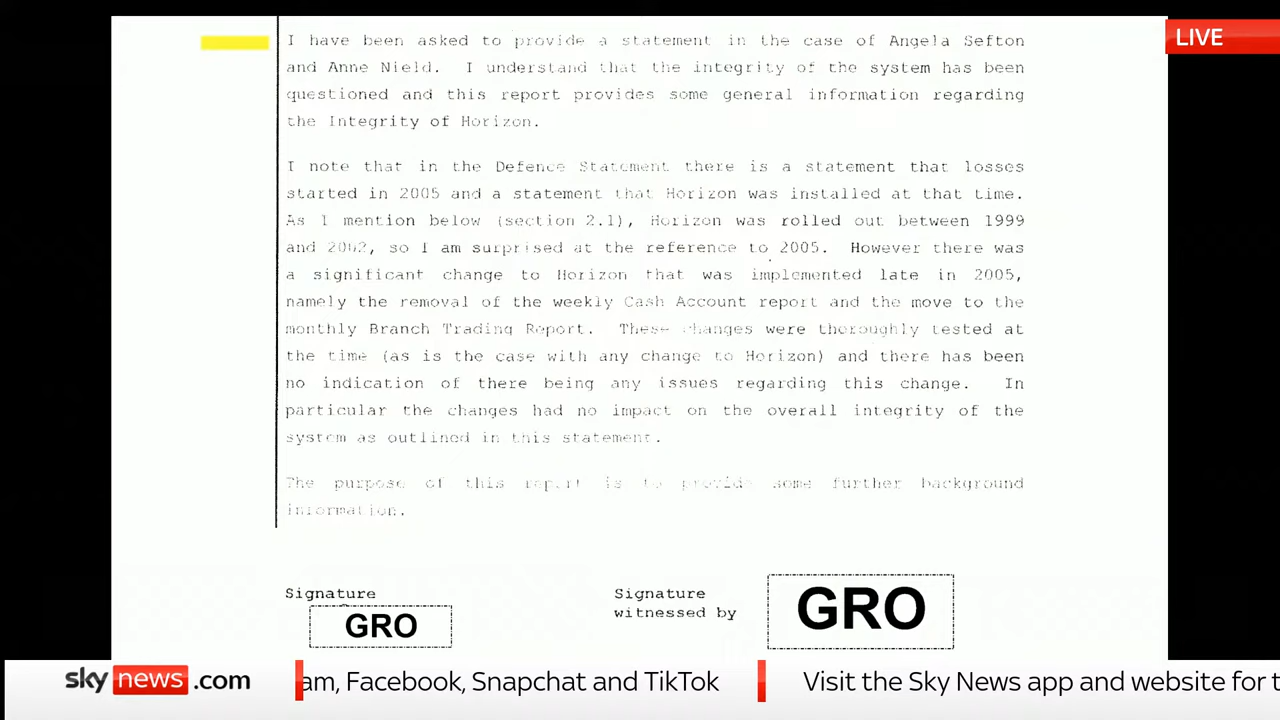 I have been asked to provide a statement in the case of Angela Sefton
LIVE
and Anne Nield. I understand that the integrity of the system has been
questioned and this report provides some general information regarding
the Integrity of Horizon.
I note that in the Defence Statement there is a statement that losses
started in 2005 and a statement that Horizon was installed at that time.
As I mention below (section 2.1), Horizon was rolled out between 1999
and 2002, so I am surprised at the reference to 2005. However there was
a significant change to Horizon that was implemented late in 2005,
namely the removal of the weekly Cash Account report and the move to the
monthly Branch Trading Report. These changes were thoroughly tested at
the time (as is the case with any change to Horizon) and there has been
no indication of there being any issues regarding this change. In
particular the changes had no impact on the overall integrity of the
system as outlined in this statement.
The purpose of this report is to provide some further background
information.
Signature
GRO
Signature
witnessed by
GRO
sky news .com
am, Facebook, Snapchat and TikTok
Visit the Sky News app and website for t